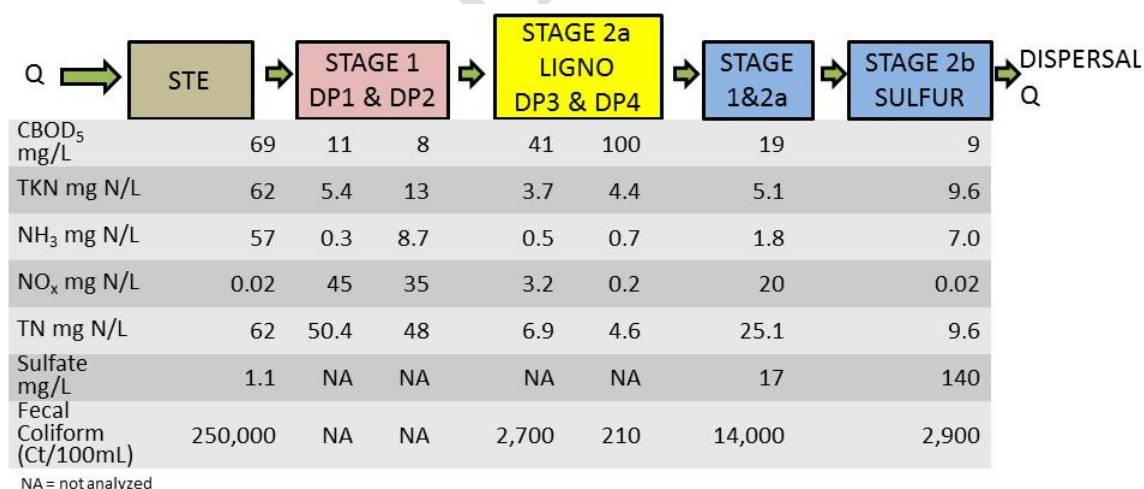 Q
STE
STAGE 1
DP1 & DP2
STAGE 2a
LIGNO
DP3 & DP4
STAGE
1&2a
STAGE 2b
SULFUR
DISPERSAL
Q
CBOD₅
mg/L 69 11 8 41 100 19 9
TKN mg N/L 62 5.4 13 3.7 4.4 5.1 9.6
NH₃ mg N/L 57 0.3 8.7 0.5 0.7 1.8 7.0
NOₓ mg N/L 0.02 45 35 3.2 0.2 20 0.02
TN mg N/L 62 50.4 48 6.9 4.6 25.1 9.6
Sulfate
mg/L 1.1 NA NA NA NA 17 140
Fecal
Coliform 250,000 NA NA 2,700 210 14,000 2,900
(Ct/100mL)
NA = not analyzed